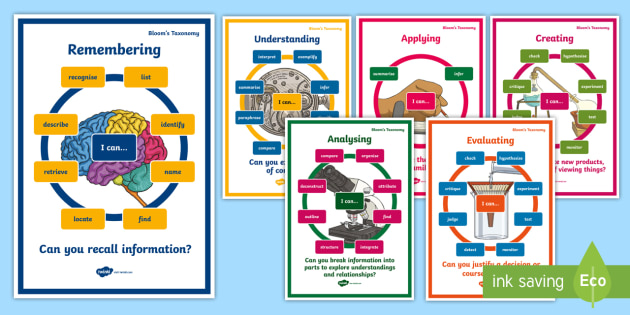 Bloom's Taxonomy
Remembering
recognise
list
describe
identify
I can...
retrieve
name
locate
find
Can you recall information?
twinkl
Understanding
interpret
exemplify
summarise
infer
I can...
paraphrase
compare
Can you ex
of co
Bloom's Taxonomy
Applying
summarise
infer
I can...
Bloom's Taxonomy
Creating
check
hypothesise
critique
experiment
I can...
test
monitor
e new products,
of viewing things?
Bloom's Taxonomy
Analysing
compare
organise
deconstruct
attribute
I can...
outline
find
structure
integrate
Can you break information into
parts to explore understandings
and relationships?
twinkl
Bloom's Taxonomy
Evaluating
check
hypothesise
critique
experiment
I can...
judge
test
detect
monitor
Can you justify a decision or
course
ink saving
Eco